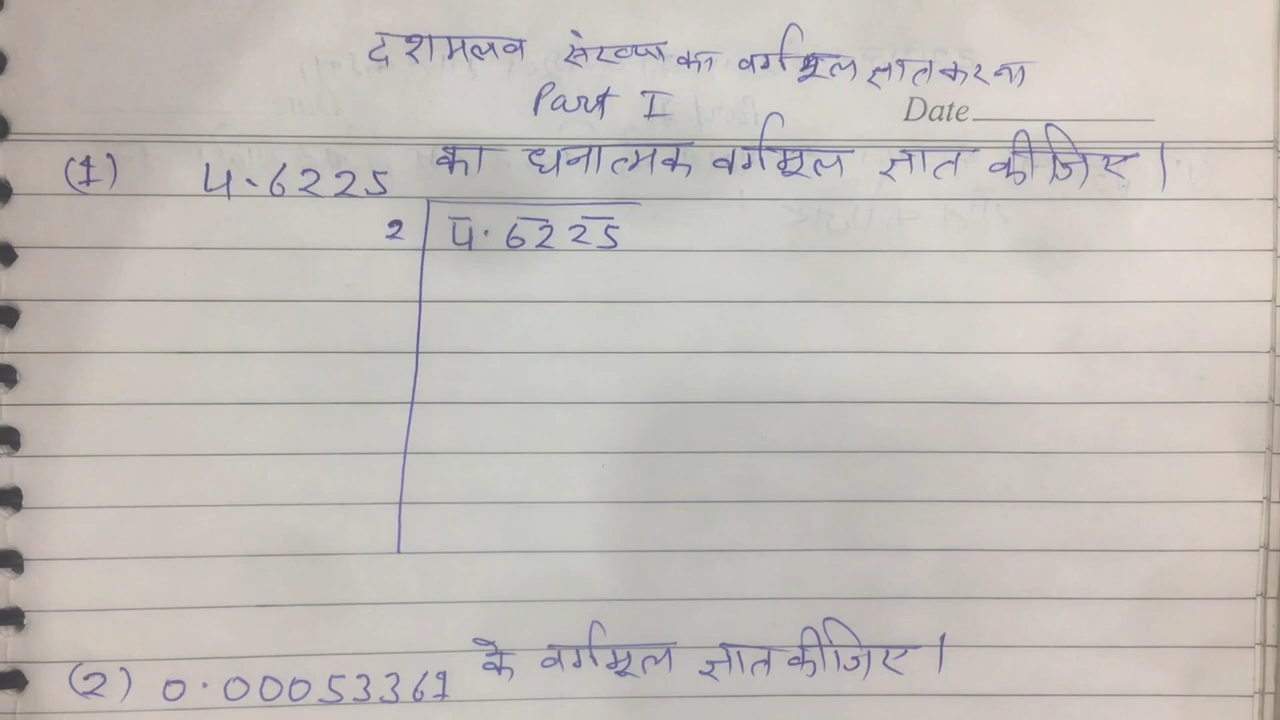 दशमलव संख्या का वर्गमूल ज्ञात करना
Part I
Date
(1) 4.6225 का धनात्मक वर्गमूल ज्ञात कीजिए।
2 4.6225
(2) 0.00053361 के वर्गमूल ज्ञात कीजिए।